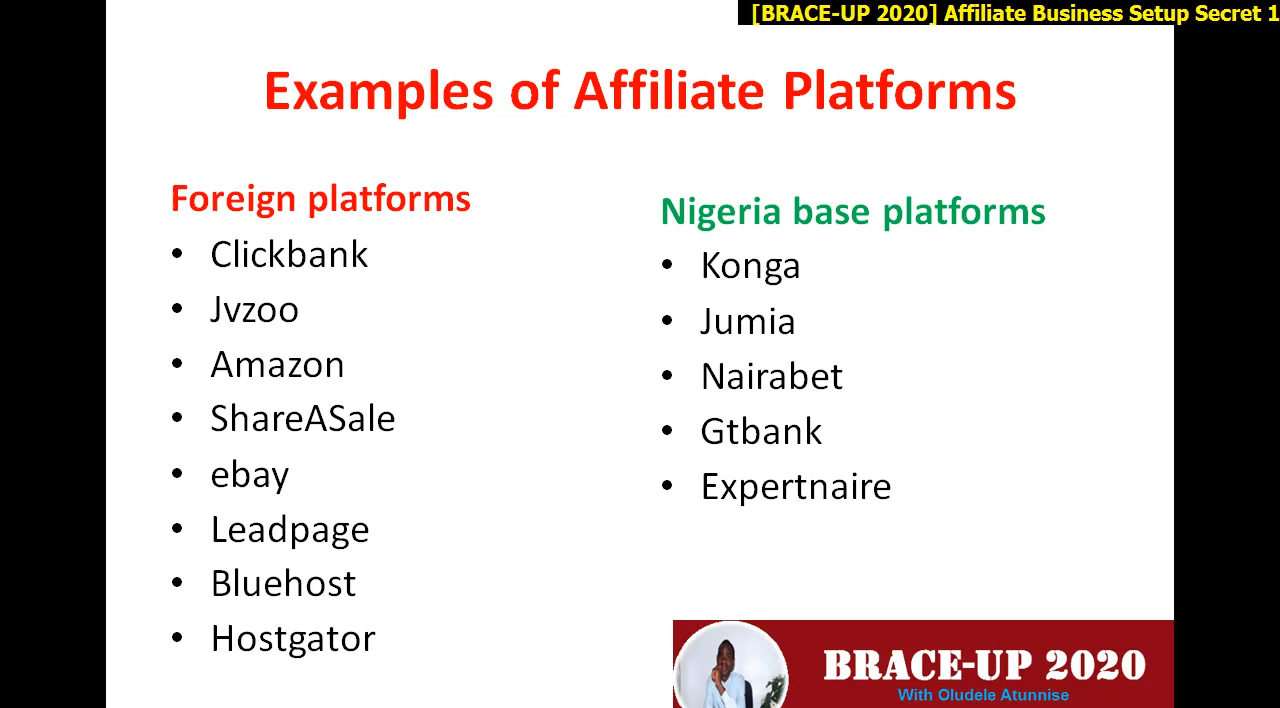 [BRACE-UP 2020] Affiliate Business Setup Secret 1
Examples of Affiliate Platforms
Foreign platforms
• Clickbank
• Jvzoo
• Amazon
• ShareASale
• ebay
• Leadpage
• Bluehost
• Hostgator
Nigeria base platforms
• Konga
• Jumia
• Nairabet
• Gtbank
• Expertnaire
BRACE-UP 2020
With Oludele Atunnise